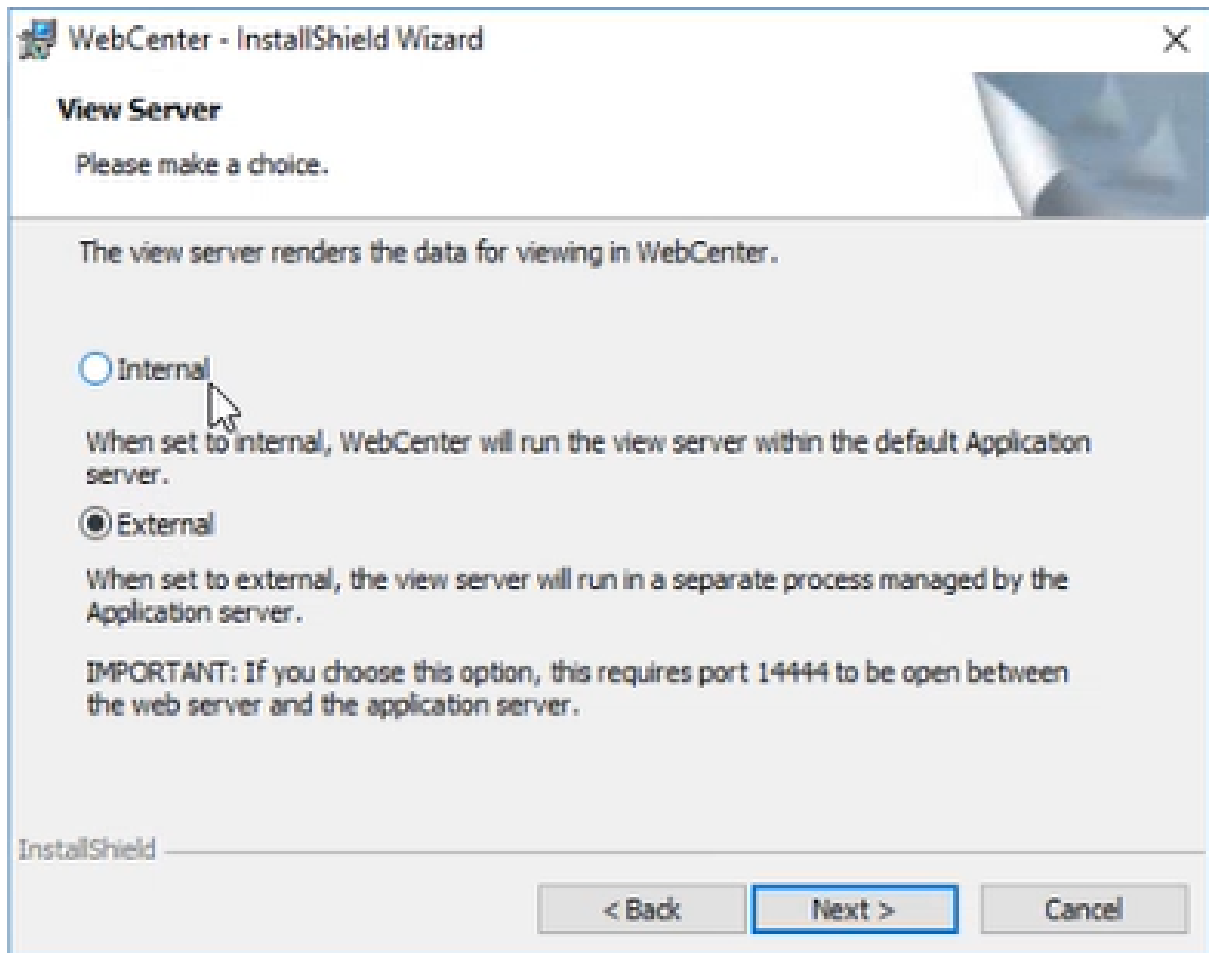 WebCenter - InstallShield Wizard
View Server
Please make a choice.
The view server renders the data for viewing in WebCenter.
Internal
When set to internal, WebCenter will run the view server within the default Application
server.
External
When set to external, the view server will run in a separate process managed by the
Application server.
IMPORTANT: If you choose this option, this requires port 14444 to be open between
the web server and the application server.
InstallShield
< Back
Next >
Cancel